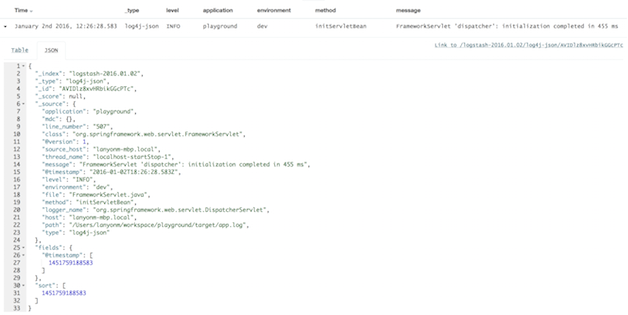 Time _type level application environment method message
January 2nd 2016, 12:26:28.583 log4j-json INFO playground dev initServletBean FrameworkServlet 'dispatcher': initialization completed in 455 ms
Table JSON Link to /logstash-2016.01.02/log4j-json/AVIDlz8xvHRbikGGcPTc
1 {
2 "_index": "logstash-2016.01.02",
3 "_type": "log4j-json",
4 "_id": "AVIDlz8xvHRbikGGcPTc",
5 "_score": null,
6 "_source": {
7 "application": "playground",
8 "mdc": {},
9 "line_number": "507",
10 "class": "org.springframework.web.servlet.FrameworkServlet",
11 "@version": 1,
12 "source_host": "lanyonm-mbp.local",
13 "thread_name": "localhost-startStop-1",
14 "message": "FrameworkServlet 'dispatcher': initialization completed in 455 ms",
15 "@timestamp": "2016-01-02T18:26:28.583Z",
16 "level": "INFO",
17 "environment": "dev",
18 "file": "FrameworkServlet.java",
19 "method": "initServletBean",
20 "logger_name": "org.springframework.web.servlet.DispatcherServlet",
21 "host": "lanyonm-mbp.local",
22 "path": "/Users/lanyonm/workspace/playground/target/app.log",
23 "type": "log4j-json"
24 },
25 "fields": {
26 "@timestamp": [
27 1451759188583
28 ]
29 },
30 "sort": [
31 1451759188583
32 ]
33 }